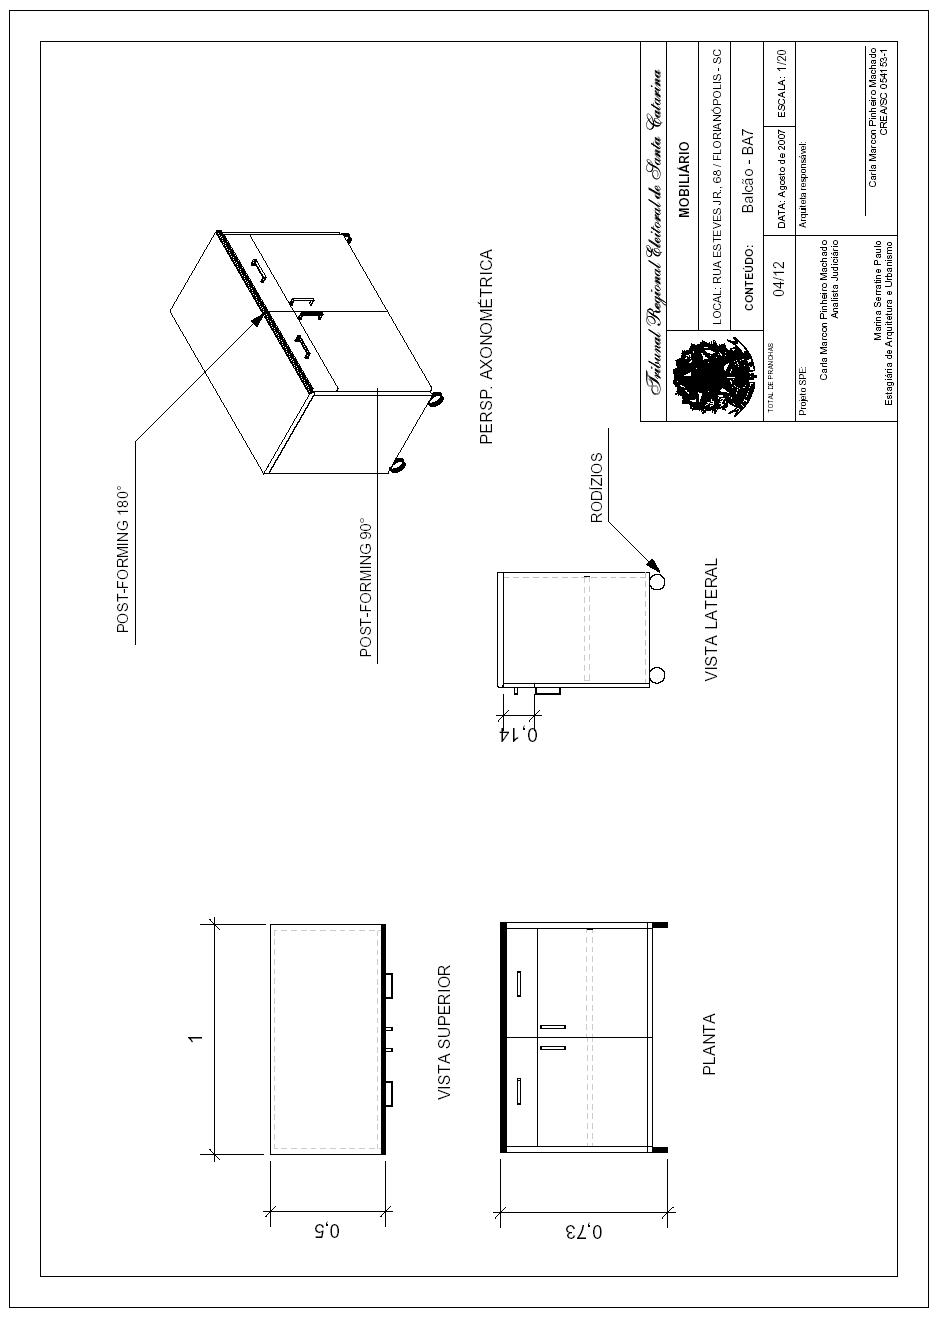 POST-FORMING 180°
POST-FORMING 90°
PERSP. AXONOMÉTRICA
1
0,5
VISTA SUPERIOR
0,73
PLANTA
0,14
RODÍZIOS
VISTA LATERAL
Tribunal Regional Eleitoral de Santa Catarina
MOBILIÁRIO
LOCAL: RUA ESTEVES JR., 68 / FLORIANÓPOLIS - SC
CONTEÚDO: Balcão - BA7
TOTAL DE PRANCHAS
04/12
DATA: Agosto de 2007
ESCALA: 1/20
Projeto SPE:
Carla Marcon Pinheiro Machado
Analista Judiciário
Marina Serratine Paulo
Estagiária de Arquitetura e Urbanismo
Arquiteta responsável:
Carla Marcon Pinheiro Machado
CREA/SC 054153-1